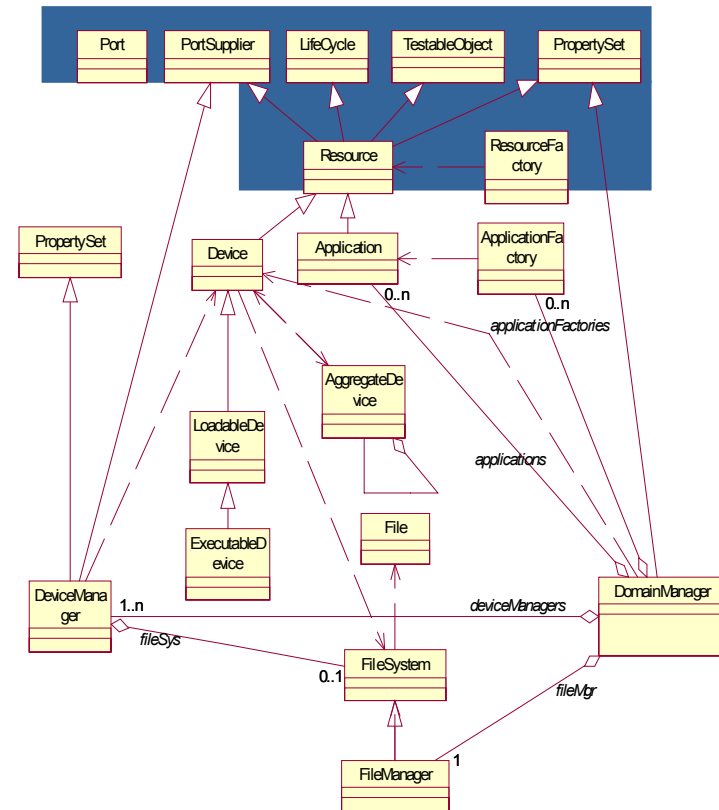 Port
PortSupplier
LifeCycle
TestableObject
PropertySet
Resource
ResourceFa
ctory
PropertySet
Device
Application
ApplicationFa
ctory
0..n
0..n
applicationFactories
AggregateDe
vice
LoadableDe
vice
applications
File
ExecutableD
evice
DeviceMana
ger
1..n
deviceManagers
DomainManager
fileSys
0..1
FileSystem
fileMgr
1
FileManager